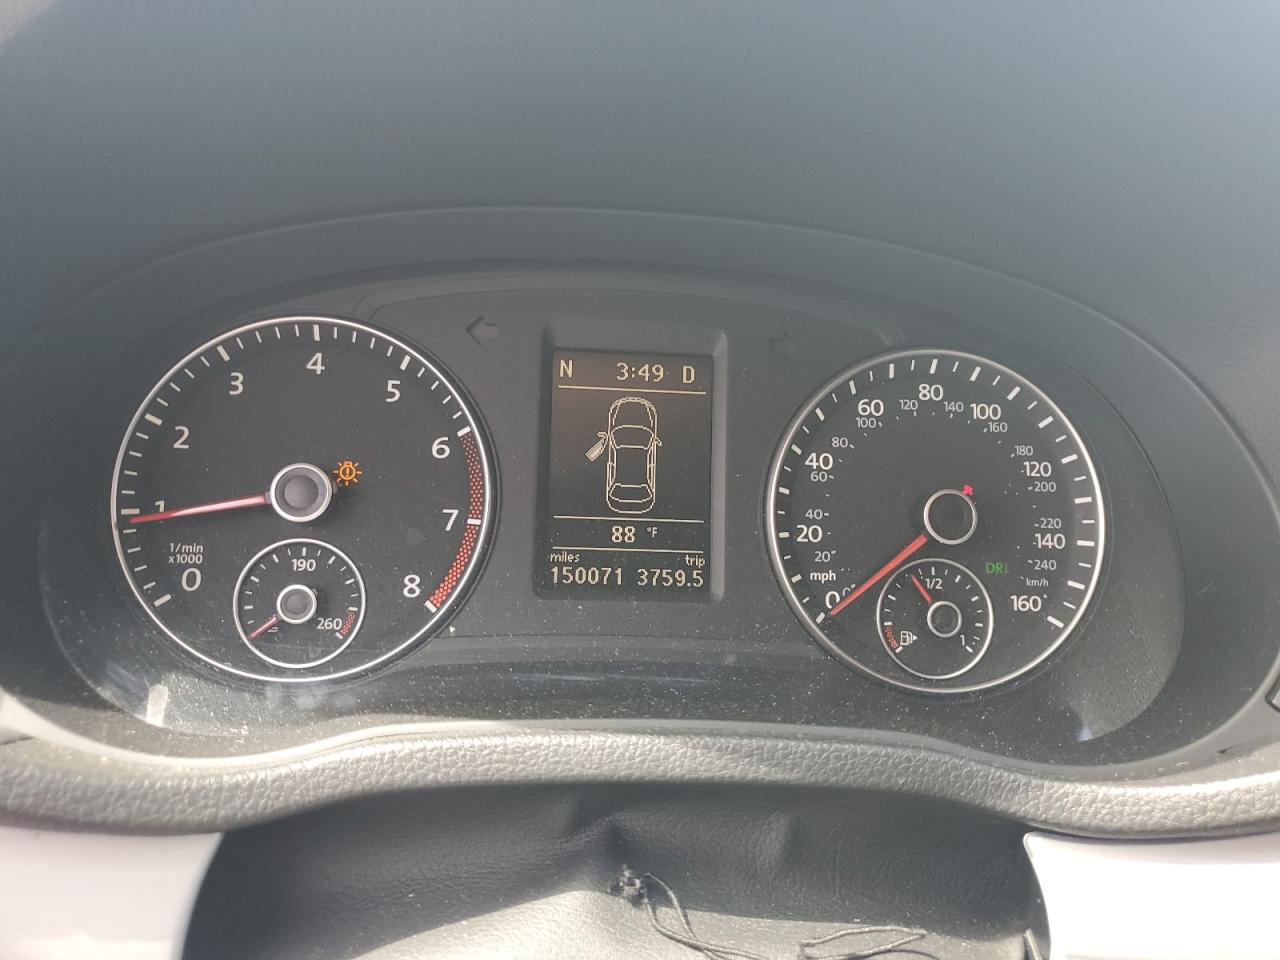 N 3:49 D
88 °F
miles trip
150071 3759.5
0 1 2 3 4 5 6 7 8
1/min
x1000
190
260
0 20 40 60 80 100 120 140 160
mph
20 40 60 80 100 120 140 160 180 200 220 240
km/h
DRL
1/2
1